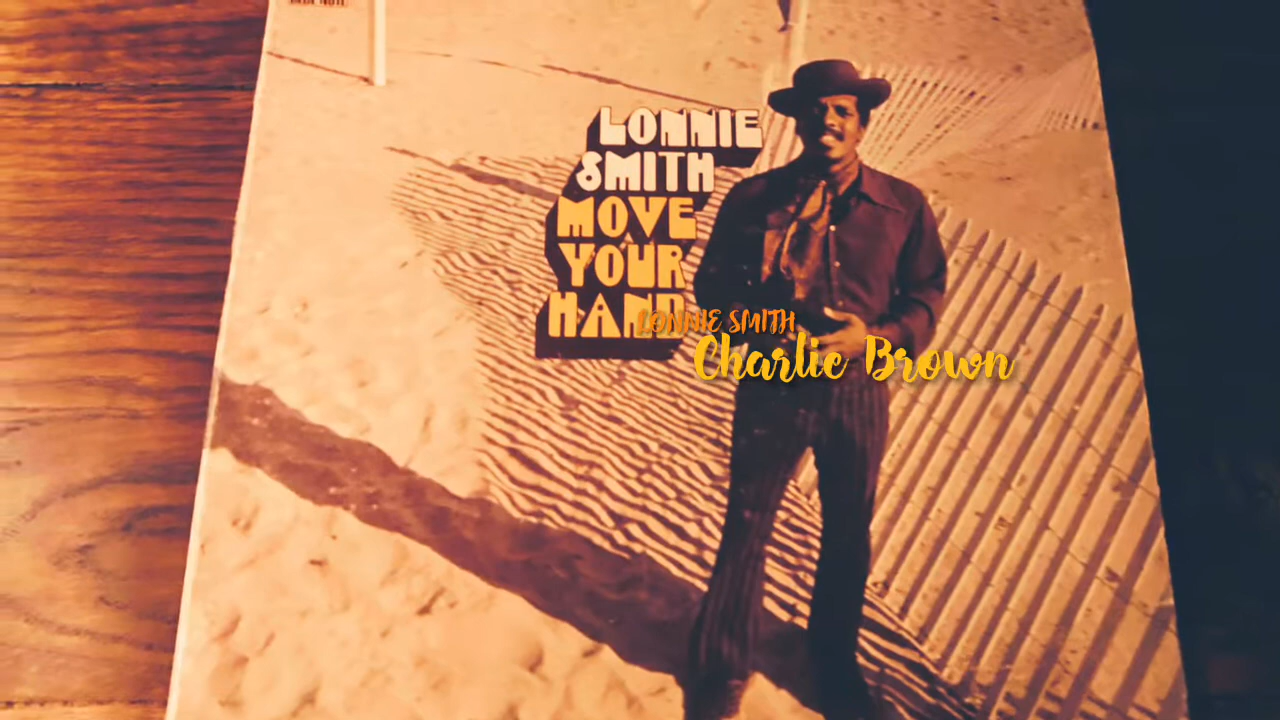 LONNIE
SMITH
MOVE
YOUR
HAND
LONNIE SMITH
Charlie Brown